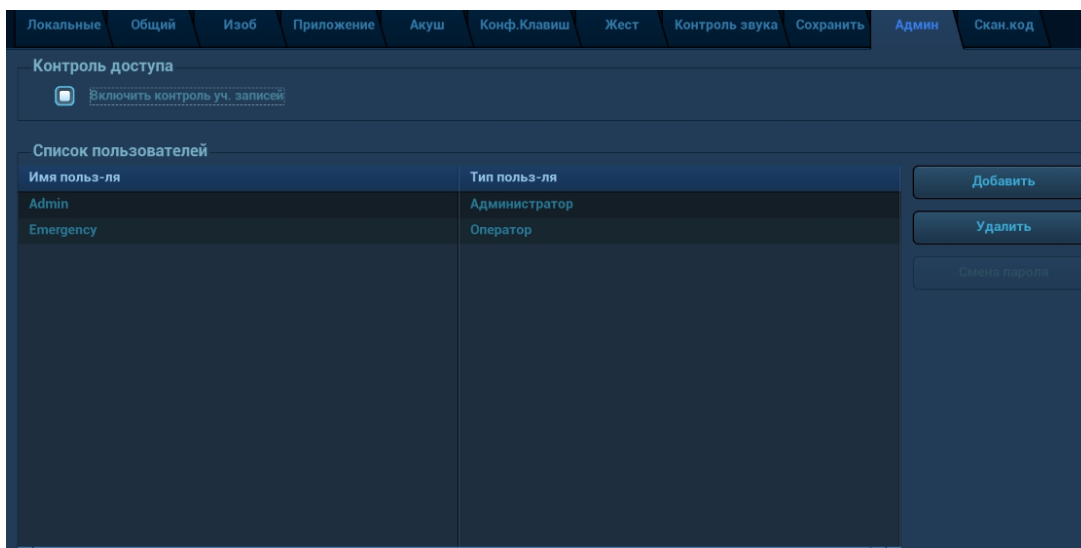 Локальные Общий Изоб Приложение Акуш Конф.Клавиш Жест Контроль звука Сохранить Админ Скан.код
Контроль доступа
Включить контроль уч. записей
Список пользователей
Имя польз-ля Тип польз-ля
Admin Администратор
Emergency Оператор
Добавить
Удалить
Смена пароля